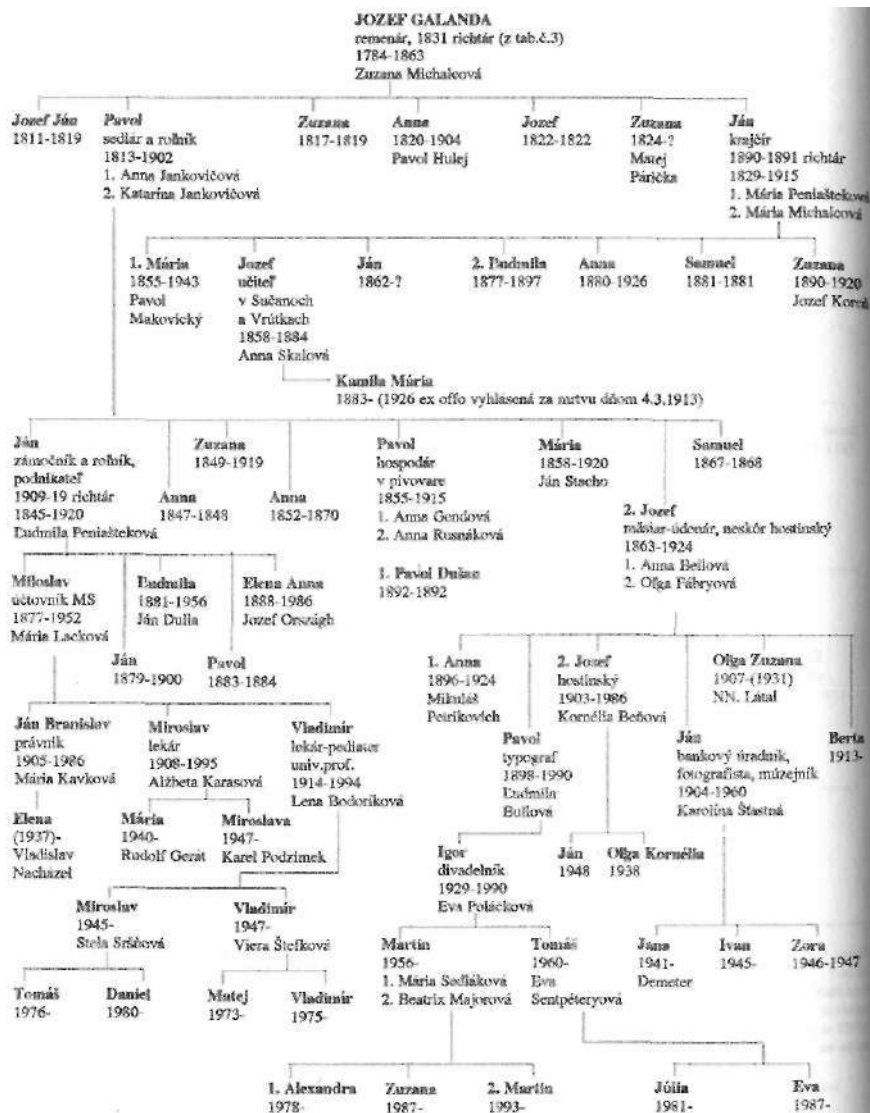 JOZEF GALANDA
remenár, 1831 richtár (z tab.č.3)
1784-1863
Zuzana Michalcová
Jozef Ján
1811-1819
Pavol
sedlár a roľník
1813-1902
1. Anna Jankovičová
2. Katarína Jankovičová
Zuzana
1817-1819
Anna
1820-1904
Pavol Hulej
Jozef
1822-1822
Zuzana
1824-?
Matej
Párička
Ján
krajčír
1890-1891 richtár
1829-1915
1. Mária Peniašteková
2. Mária Michalcová
1. Mária
1855-1943
Pavol
Makovický
Jozef
učiteľ
v Sučanoch
a Vrútkach
1858-1884
Anna Skalová
Ján
1862-?
2. Ľudmila
1877-1897
Anna
1880-1926
Samuel
1881-1881
Zuzana
1890-1920
Jozef
Kamila Mária
1883- (1926 ex offo vyhlasená za mrtvu dňom 4.3.1913)
Ján
zámočník a roľník,
podnikateľ
1909-19 richtár
1845-1920
Ľudmila Peniašteková
Anna
1847-1848
Zuzana
1849-1919
Anna
1852-1870
Pavol
hospodár
v pivovare
1855-1915
1. Anna Gendová
2. Anna Rusnáková
1. Pavol Dušan
1892-1892
Mária
1858-1920
Ján Stacho
2. Jozef
mäsiar-údenár, neskôr hostinský
1863-1924
1. Anna Bellová
2. Oľga Fábryová
Samuel
1867-1868
Miloslav
účtovník MS
1877-1952
Mária Lacková
Ján
1879-1900
Ľudmila
1881-1956
Ján Dulla
Pavol
1883-1884
Elena Anna
1888-1986
Jozef Országh
1. Anna
1896-1924
Mikuláš
Petrikovich
Pavol
typograf
1898-1990
Ľudmila
Bullová
2. Jozef
hostinský
1903-1986
Kornélia Beňová
Ján
bankový úradník,
fotografista, múzejník
1904-1960
Karolína Šťastná
Oľga Zuzana
1907-(1931)
NN. Látal
Berta
1913-
Ján Branislav
právnik
1905-1986
Mária Kavková
Miroslav
lekár
1908-1995
Alžbeta Karasová
Vladimír
lekár-pediater
univ.prof.
1914-1994
Lena Bodoríková
Elena
(1937)-
Vladislav
Nacházel
Mária
1940-
Rudolf Gerát
Miroslava
1947-
Karel Podzimek
Igor
divadelník
1929-1990
Eva Poláčková
Ján
1948
Oľga Kornélia
1938
Miroslav
1945-
Stela Sršňová
Vladimír
1947-
Viera Štefková
Martin
1956-
1. Mária Sedláková
2. Beatrix Majorová
Tomáš
1960-
Eva
Sentpéteryová
Jana
1941-
Demeter
Ivan
1945-
Zora
1946-1947
Tomáš
1976-
Daniel
1980-
Matej
1973-
Vladimír
1975-
1. Alexandra
1978-
Zuzana
1987-
2. Martin
1993-
Júlia
1981-
Eva
1987-